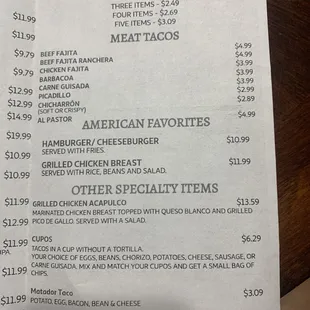 THREE ITEMS - $2.49
FOUR ITEMS - $2.69
FIVE ITEMS - $3.09
MEAT TACOS
BEEF FAJITA $4.99
BEEF FAJITA RANCHERA $4.99
CHICKEN FAJITA $3.99
BARBACOA $3.99
CARNE GUISADA $3.99
PICADILLO $2.99
CHICHARRÓN $2.89
(SOFT OR CRISPY)
AL PASTOR $4.99
AMERICAN FAVORITES
HAMBURGER/ CHEESEBURGER $10.99
SERVED WITH FRIES.
GRILLED CHICKEN BREAST $11.99
SERVED WITH RICE, BEANS AND SALAD.
OTHER SPECIALTY ITEMS
GRILLED CHICKEN ACAPULCO $13.59
MARINATED CHICKEN BREAST TOPPED WITH QUESO BLANCO AND GRILLED
PICO DE GALLO. SERVED WITH A SALAD.
CUPOS $6.29
TACOS IN A CUP WITHOUT A TORTILLA.
YOUR CHOICE OF EGGS, BEANS, CHORIZO, POTATOES, CHEESE, SAUSAGE, OR
CARNE GUISADA. MIX AND MATCH YOUR CUPOS AND GET A SMALL BAG OF
CHIPS.
Matador Taco $3.09
POTATO, EGG, BACON, BEAN & CHEESE
$11.99
$11.99
$9.79
$9.79
$12.99
$12.99
$14.99
$19.99
$10.99
$10.99
$11.99
$12.99
$11.99
$11.99
$11.99